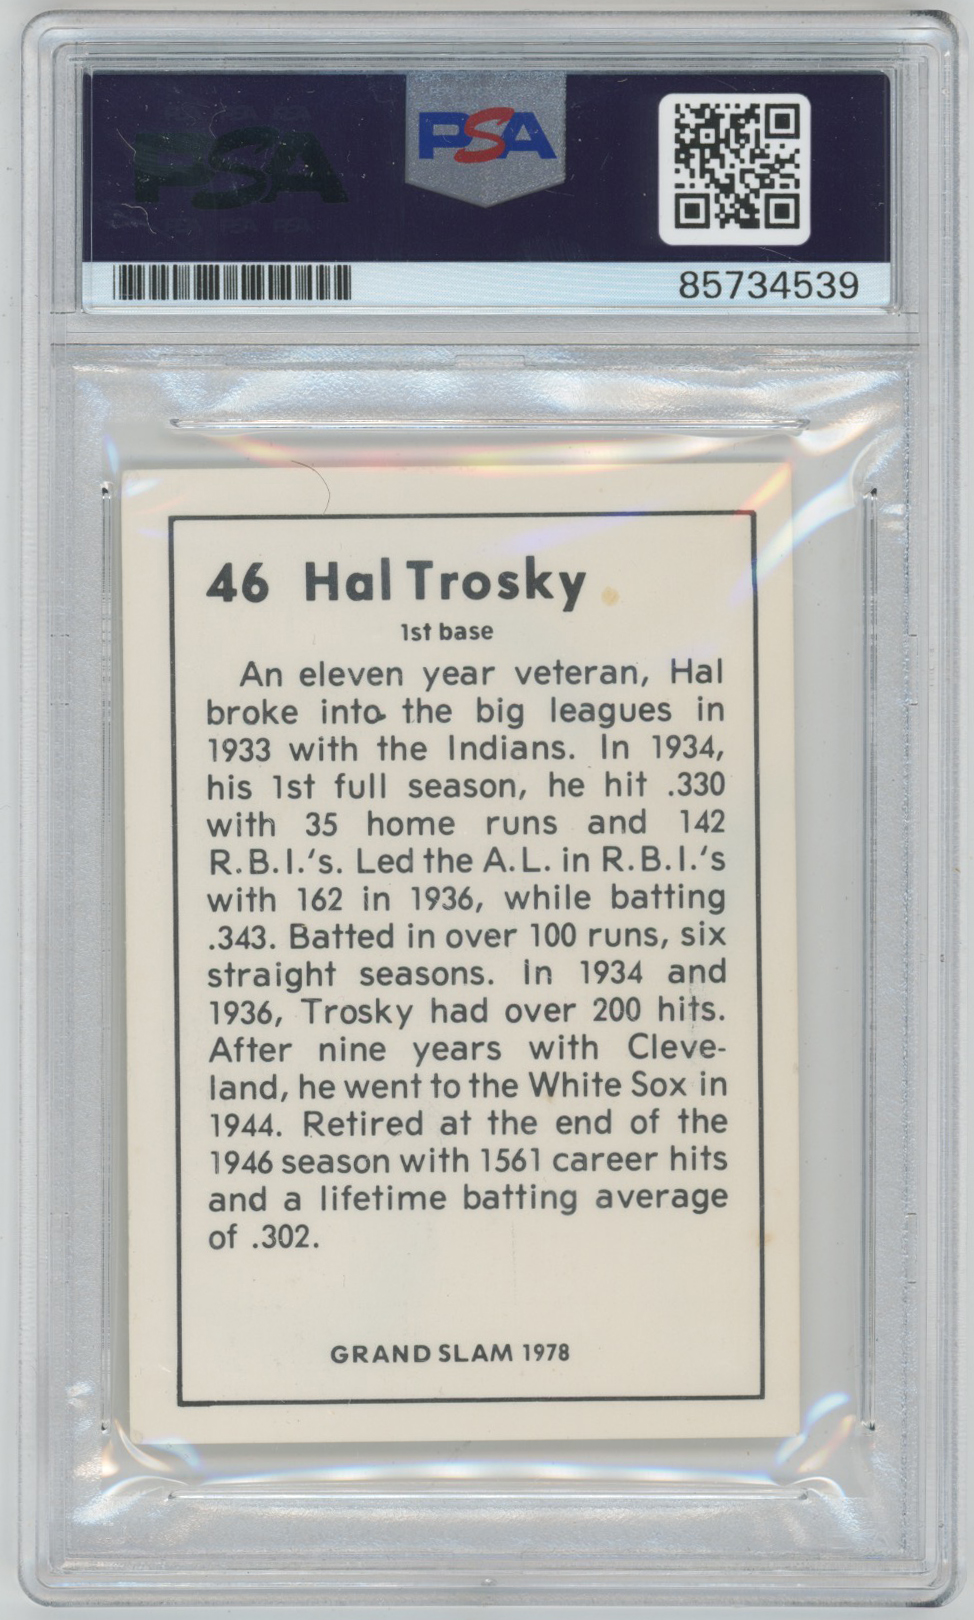 PSA
PSA
85734539
46 Hal Trosky
1st base
An eleven year veteran, Hal
broke into the big leagues in
1933 with the Indians. In 1934,
his 1st full season, he hit .330
with 35 home runs and 142
R.B.I.'s. Led the A.L. in R.B.I.'s
with 162 in 1936, while batting
.343. Batted in over 100 runs, six
straight seasons. In 1934 and
1936, Trosky had over 200 hits.
After nine years with Cleve-
land, he went to the White Sox in
1944. Retired at the end of the
1946 season with 1561 career hits
and a lifetime batting average
of .302.
GRAND SLAM 1978